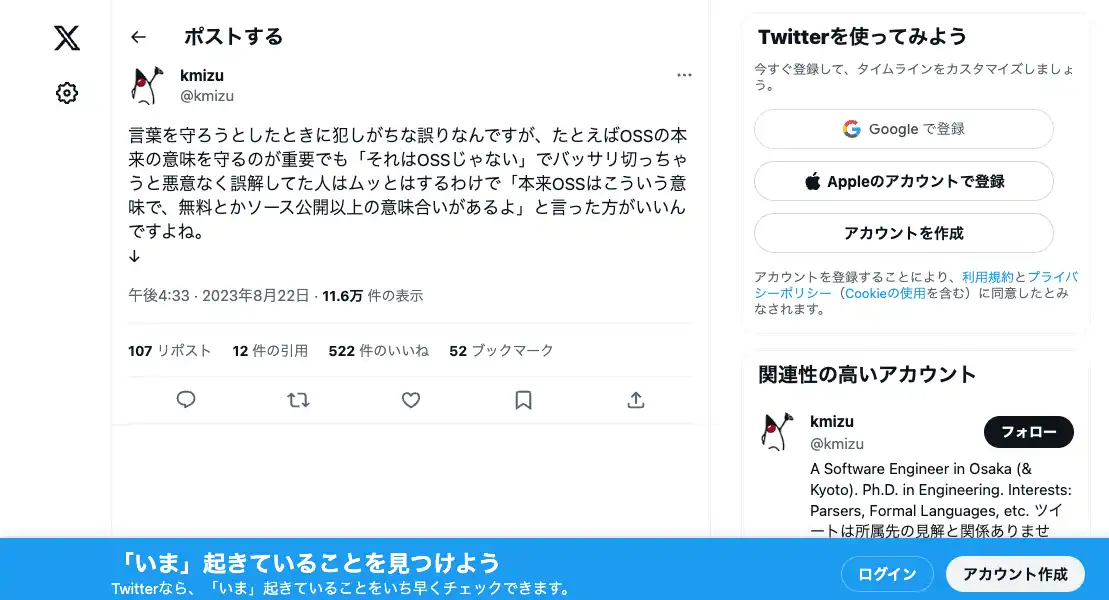 ポストする
kmizu
@kmizu
言葉を守ろうとしたときに犯しがちな誤りなんですが、たとえばOSSの本
来の意味を守るのが重要でも「それはOSSじゃない」でバッサリ切っちゃ
うと悪意なく誤解してた人はムッとはするわけで「本来OSSはこういう意
味で、無料とかソース公開以上の意味合いがあるよ」と言った方がいいん
ですよね。
↓
午後4:33 · 2023年8月22日 · 11.6万 件の表示
107 リポスト 12 件の引用 522 件のいいね 52 ブックマーク
Twitterを使ってみよう
今すぐ登録して、タイムラインをカスタマイズしましょ
う。
Google で登録
Appleのアカウントで登録
アカウントを作成
アカウントを登録することにより、利用規約とプライバ
シーポリシー（Cookieの使用を含む）に同意したとみ
なされます。
関連性の高いアカウント
kmizu
@kmizu
フォロー
A Software Engineer in Osaka (&
Kyoto). Ph.D. in Engineering. Interests:
Parsers, Formal Languages, etc. ツイ
ートは所属先の見解と関係ありませ
「いま」起きていることを見つけよう
Twitterなら、「いま」起きていることをいち早くチェックできます。
ログイン
アカウント作成